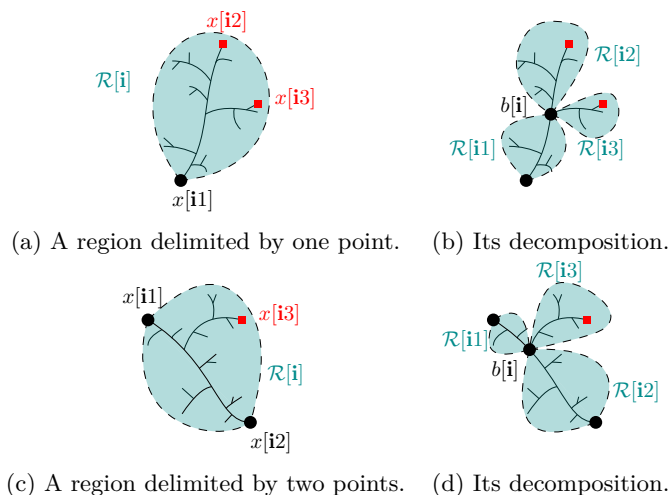 x[i2]
R[i]
x[i3]
x[i1]
R[i2]
b[i]
R[i1]
R[i3]
(a) A region delimited by one point.
(b) Its decomposition.
x[i1]
x[i3]
R[i]
x[i2]
R[i3]
R[i1]
b[i]
R[i2]
(c) A region delimited by two points.
(d) Its decomposition.